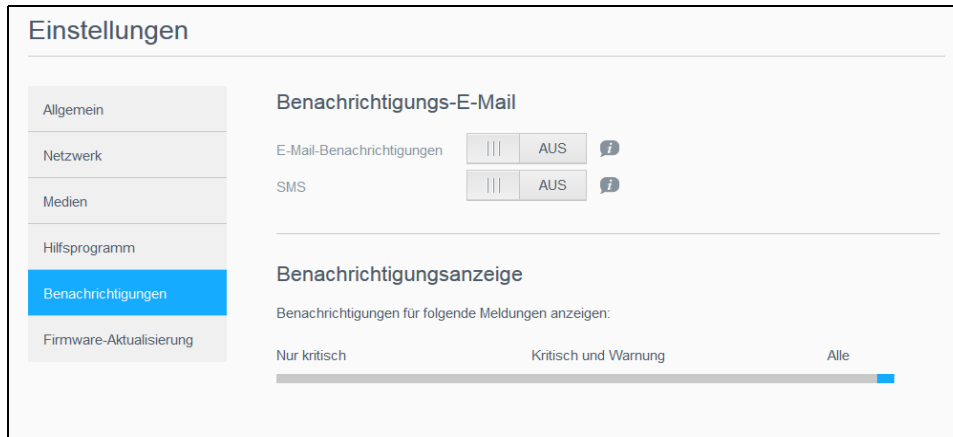 Einstellungen
Allgemein
Netzwerk
Medien
Hilfsprogramm
Benachrichtigungen
Firmware-Aktualisierung
Benachrichtigungs-E-Mail
E-Mail-Benachrichtigungen AUS i
SMS AUS i
Benachrichtigungsanzeige
Benachrichtigungen für folgende Meldungen anzeigen:
Nur kritisch Kritisch und Warnung Alle